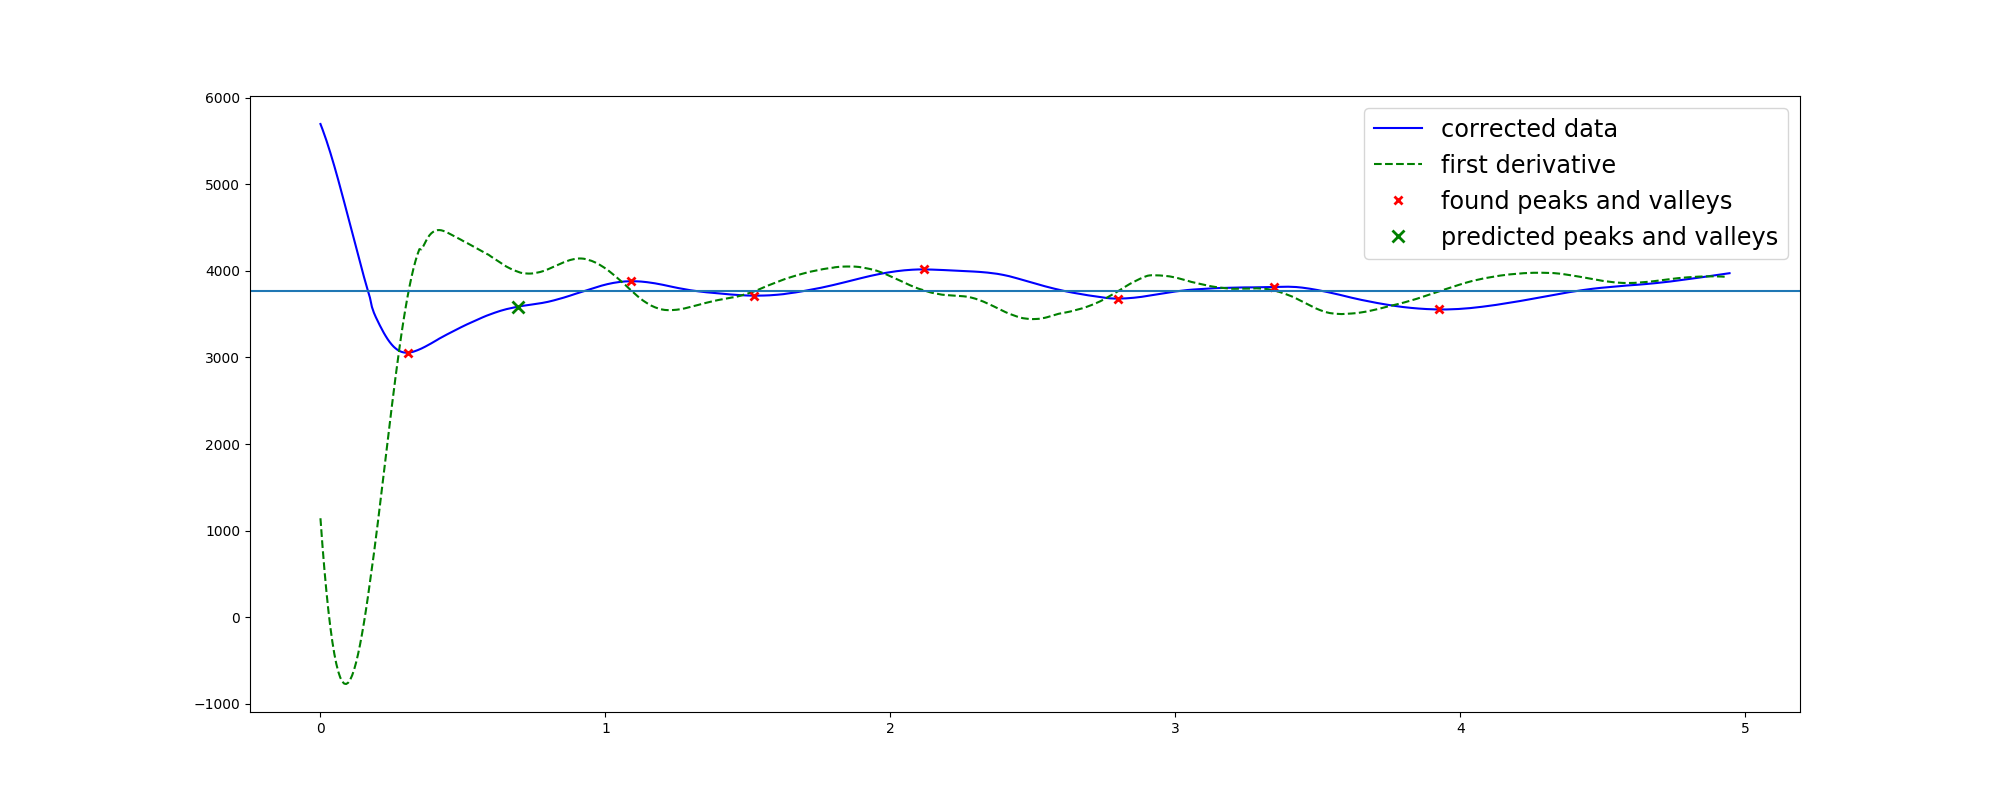 6000
5000
4000
3000
2000
1000
0
−1000
0 1 2 3 4 5
corrected data
first derivative
found peaks and valleys
predicted peaks and valleys